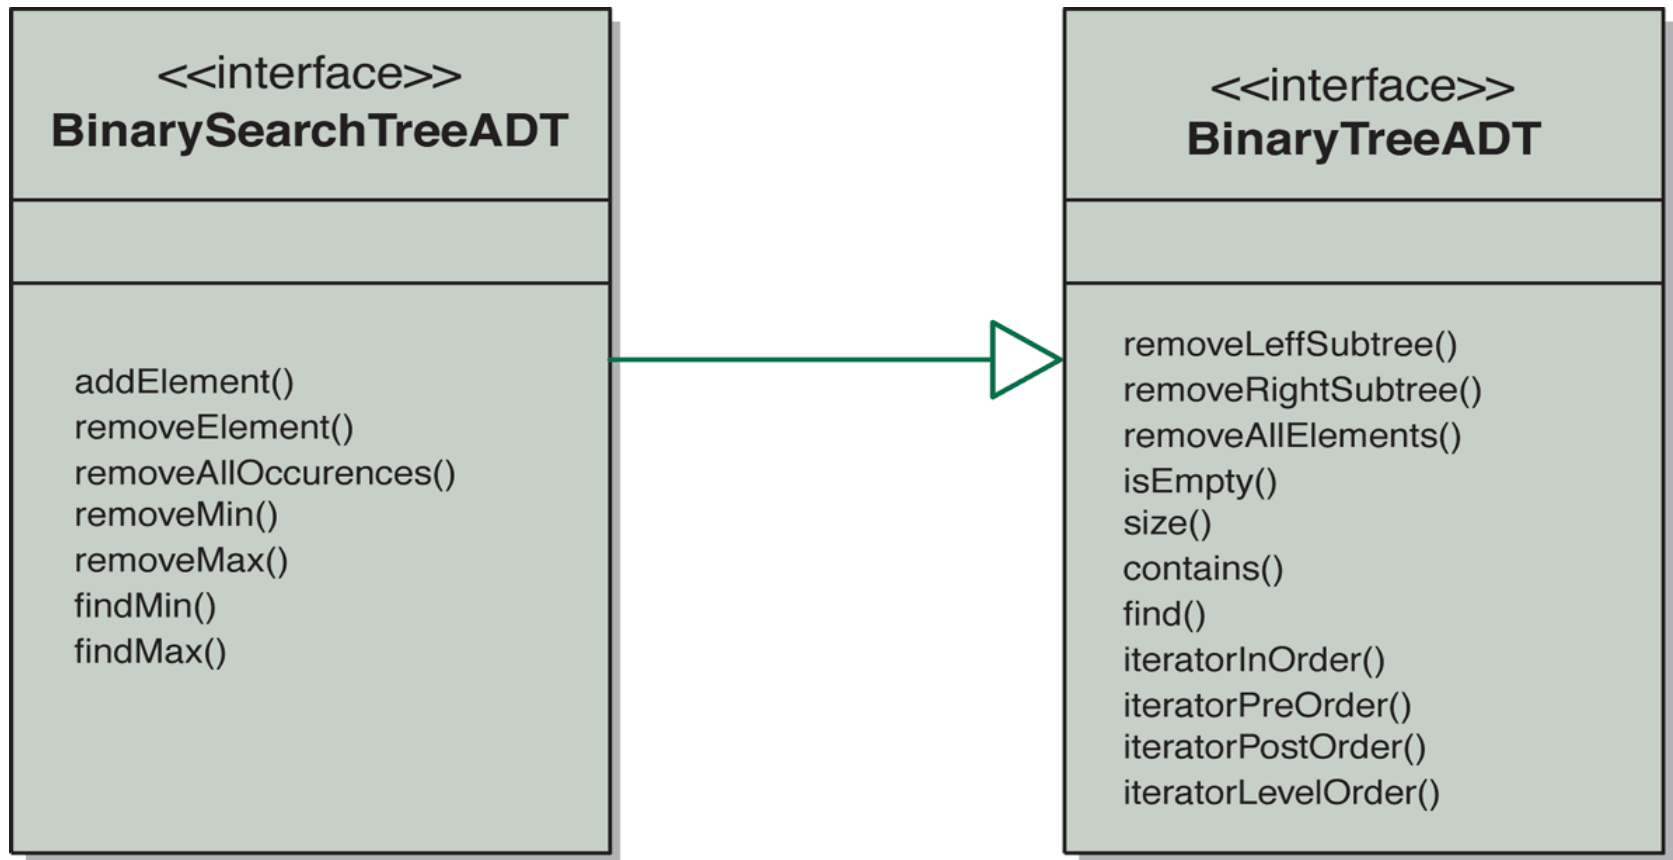 <<interface>>
BinarySearchTreeADT
addElement()
removeElement()
removeAllOccurences()
removeMin()
removeMax()
findMin()
findMax()
<<interface>>
BinaryTreeADT
removeLeffSubtree()
removeRightSubtree()
removeAllElements()
isEmpty()
size()
contains()
find()
iteratorInOrder()
iteratorPreOrder()
iteratorPostOrder()
iteratorLevelOrder()